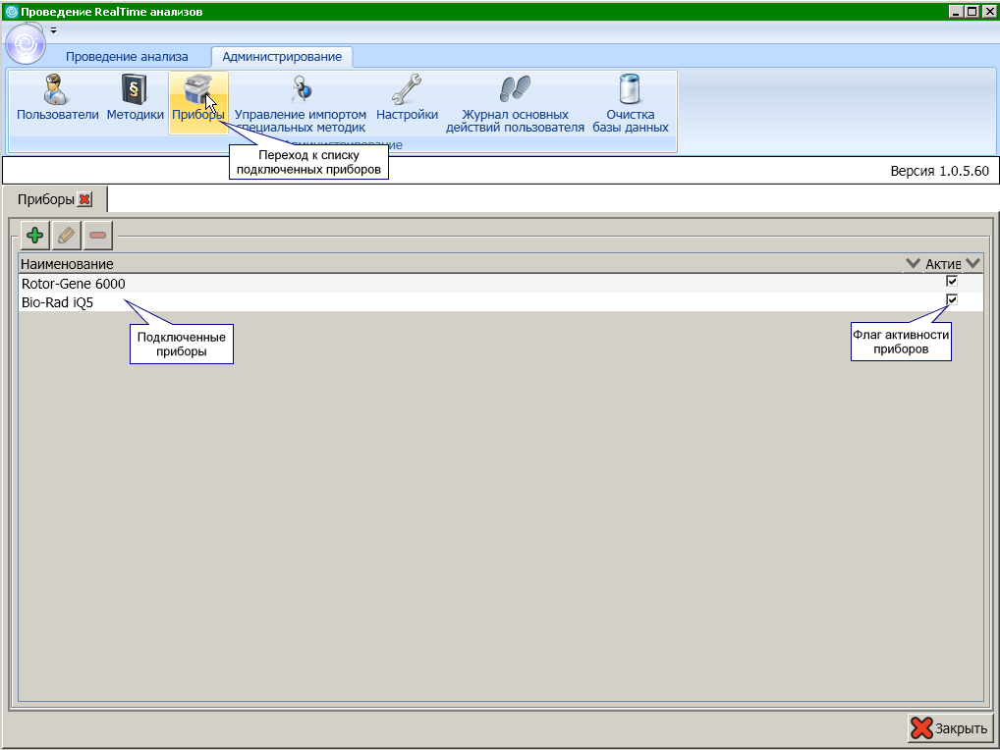 Проведение RealTime анализов
Проведение анализа
Администрирование
Пользователи
Методики
Приборы
Управление импортом
специальных методик
Настройки
Журнал основных
действий пользователя
Очистка
базы данных
Администрирование
Переход к списку
подключенных приборов
Версия 1.0.5.60
Приборы
Наименование
Актив
Rotor-Gene 6000
Bio-Rad iQ5
Подключенные
приборы
Флаг активности
приборов
Закрыть